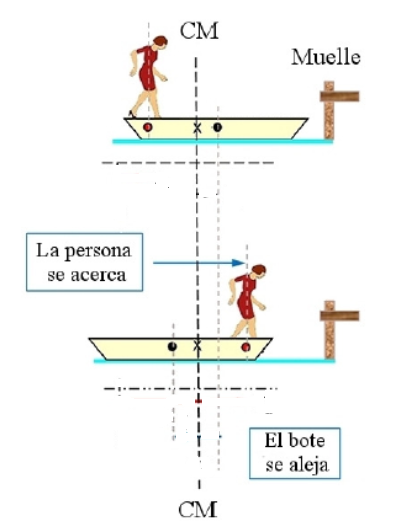 CM
Muelle
La persona
se acerca
El bote
se aleja
CM